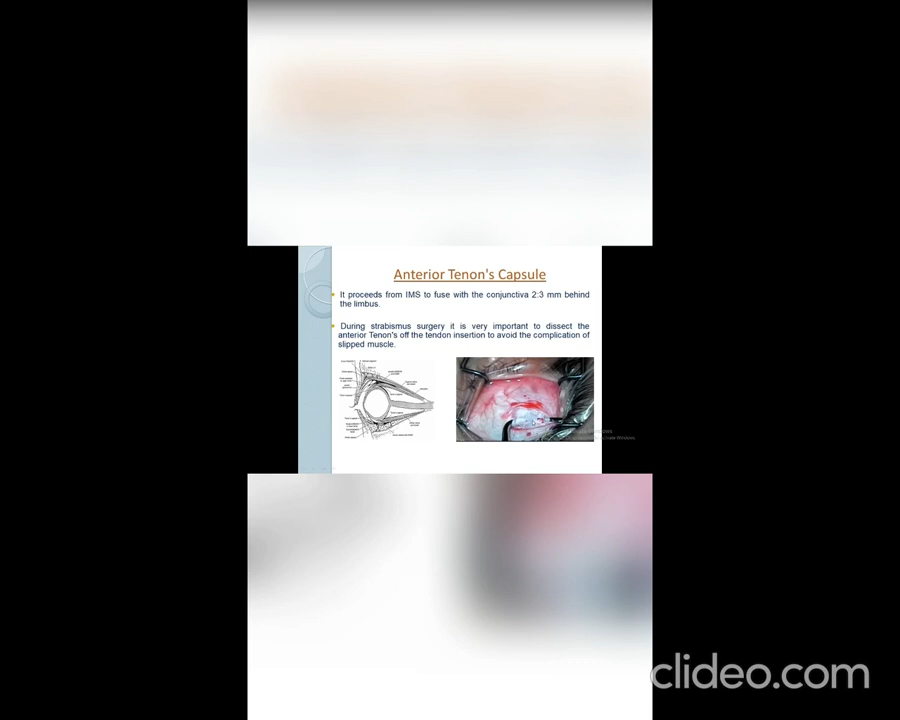 Anterior Tenon's Capsule
It proceeds from IMS to fuse with the conjunctiva 2:3 mm behind
the limbus.
During strabismus surgery it is very important to dissect the
anterior Tenon's off the tendon insertion to avoid the complication of
slipped muscle.
clideo.com